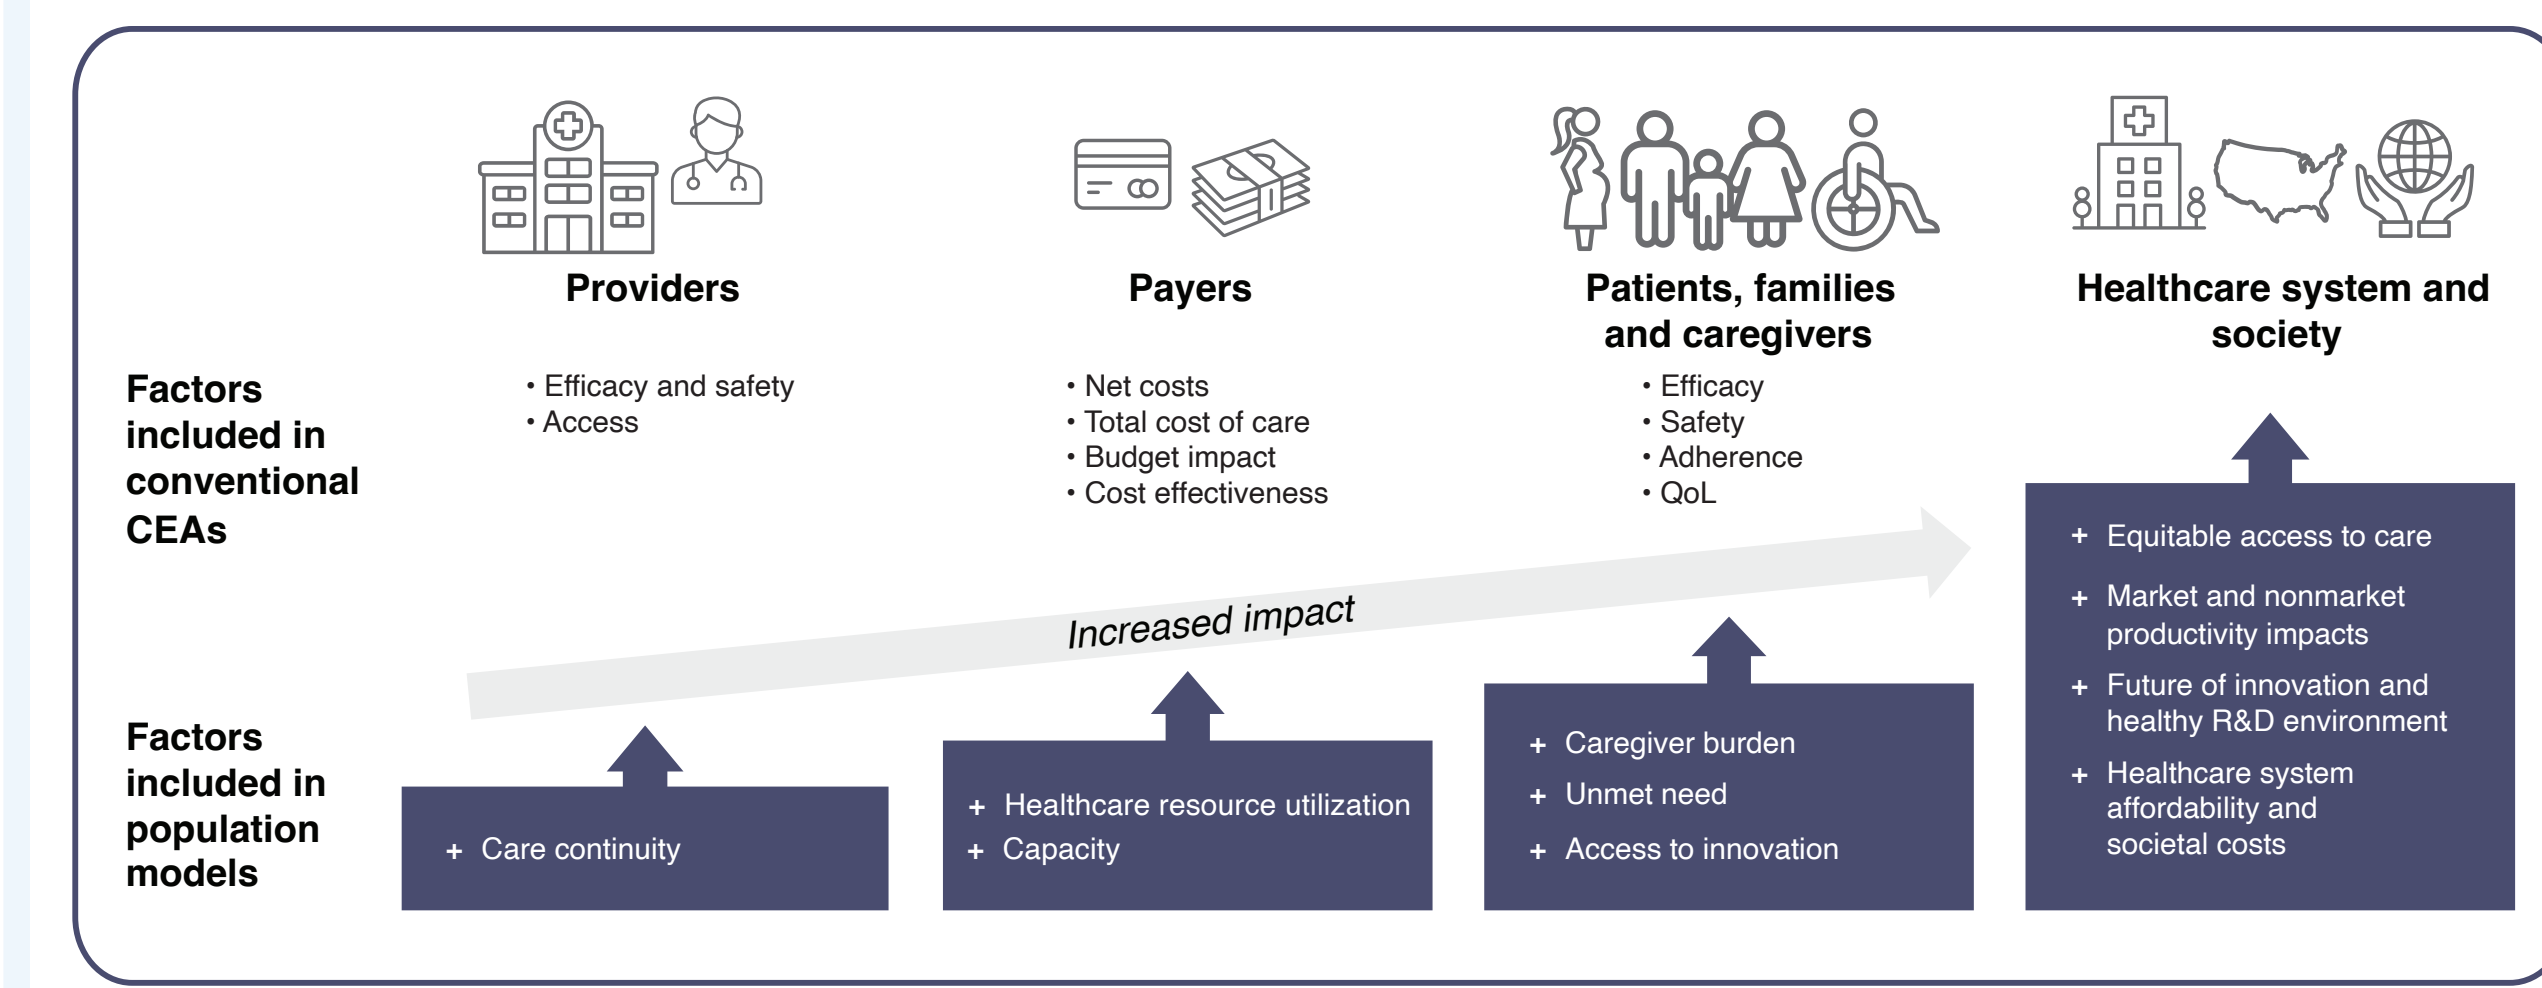 Providers
Payers
Patients, families
and caregivers
Healthcare system and
society
Factors
included in
conventional
CEAs
• Efficacy and safety
• Access
• Net costs
• Total cost of care
• Budget impact
• Cost effectiveness
• Efficacy
• Safety
• Adherence
• QoL
Increased impact
Factors
included in
population
models
+ Care continuity
+ Healthcare resource utilization
+ Capacity
+ Caregiver burden
+ Unmet need
+ Access to innovation
+ Equitable access to care
+ Market and nonmarket
productivity impacts
+ Future of innovation and
healthy R&D environment
+ Healthcare system
affordability and
societal costs